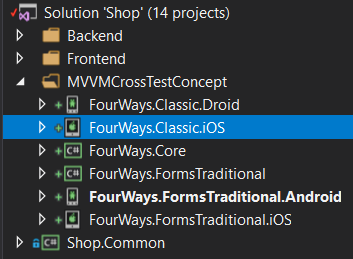 Solution 'Shop' (14 projects)
Backend
Frontend
MVVMCrossTestConcept
FourWays.Classic.Droid
FourWays.Classic.iOS
C# FourWays.Core
C# FourWays.FormsTraditional
FourWays.FormsTraditional.Android
FourWays.FormsTraditional.iOS
C# Shop.Common